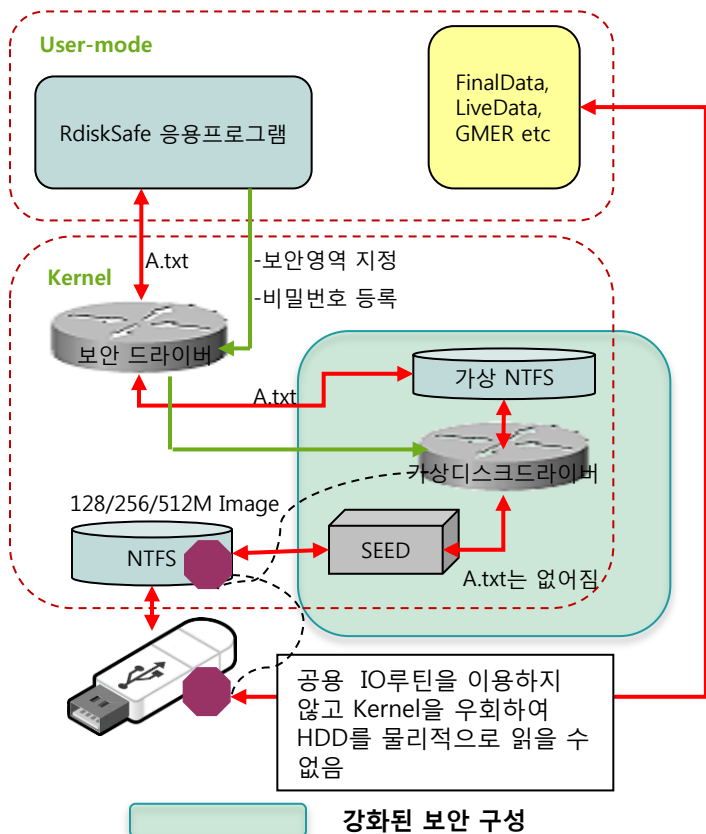 User-mode
RdiskSafe 응용프로그램
FinalData,
LiveData,
GMER etc
A.txt
-보안영역 지정
-비밀번호 등록
Kernel
보안 드라이버
가상 NTFS
A.txt
가상디스크드라이버
128/256/512M Image
NTFS
SEED
A.txt는 없어짐
공용 IO루틴을 이용하지
않고 Kernel을 우회하여
HDD를 물리적으로 읽을 수
없음
강화된 보안 구성